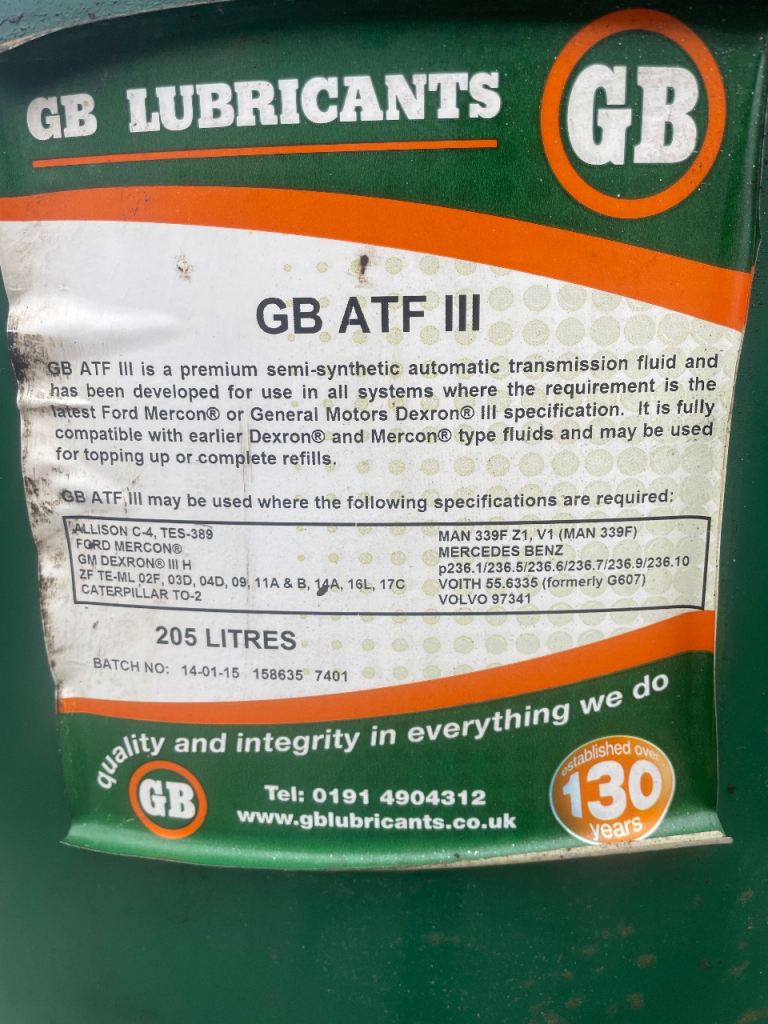 GB LUBRICANTS
GB
GB ATF III
GB ATF III is a premium semi-synthetic automatic transmission fluid and
has been developed for use in all systems where the requirement is the
latest Ford Mercon® or General Motors Dexron® III specification. It is fully
compatible with earlier Dexron® and Mercon® type fluids and may be used
for topping up or complete refills.
GB ATF III may be used where the following specifications are required:
ALLISON C-4, TES-389
FORD MERCON®
GM DEXRON® III H
ZF TE-ML 02F, 03D, 04D, 09, 11A & B, 14A, 16L, 17C
CATERPILLAR TO-2
MAN 339F Z1, V1 (MAN 339F)
MERCEDES BENZ
p236.1/236.5/236.6/236.7/236.9/236.10
VOITH 55.6335 (formerly G607)
VOLVO 97341
205 LITRES
BATCH NO: 14-01-15 158635 7401
quality and integrity in everything we do
GB
Tel: 0191 4904312
www.gblubricants.co.uk
established over
130
years